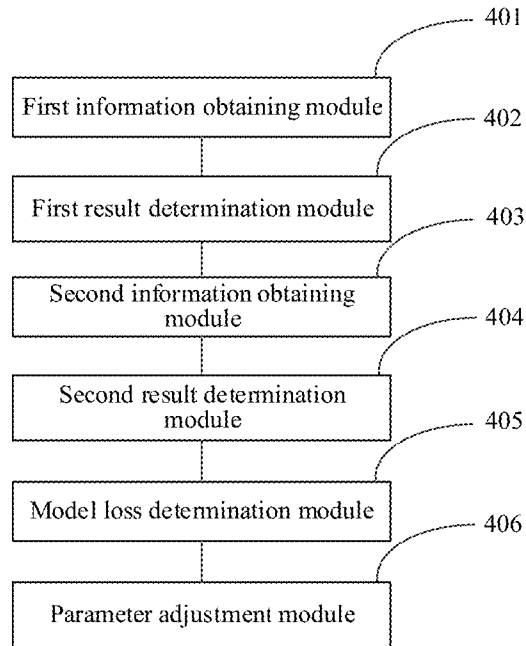 401
First information obtaining module
402
First result determination module
403
Second information obtaining
module
404
Second result determination
module
405
Model loss determination module
406
Parameter adjustment module